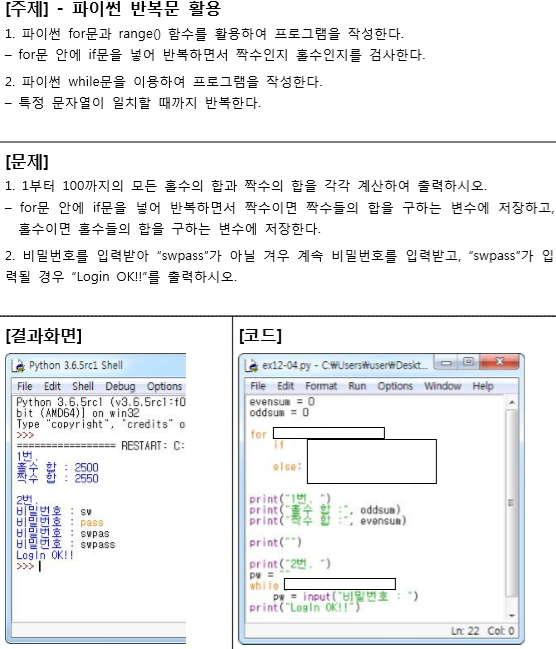 [주제] - 파이썬 반복문 활용
1. 파이썬 for문과 range() 함수를 활용하여 프로그램을 작성한다.
– for문 안에 if문을 넣어 반복하면서 짝수인지 홀수인지를 검사한다.
2. 파이썬 while문을 이용하여 프로그램을 작성한다.
– 특정 문자열이 일치할 때까지 반복한다.
[문제]
1. 1부터 100까지의 모든 홀수의 합과 짝수의 합을 각각 계산하여 출력하시오.
– for문 안에 if문을 넣어 반복하면서 짝수이면 짝수들의 합을 구하는 변수에 저장하고,
홀수이면 홀수들의 합을 구하는 변수에 저장한다.
2. 비밀번호를 입력받아 “swpass”가 아닐 겨우 계속 비밀번호를 입력받고, “swpass”가 입
력될 경우 “Login OK!!”를 출력하시오.
[결과화면]
Python 3.6.5rc1 Shell
File Edit Shell Debug Options
Python 3.6.5rc1 (v3.6.5rc1:f0
bit (AMD64)] on win32
Type "copyright", "credits" o
>>>
================= RESTART: C:
1번.
홀수 합 : 2500
짝수 합 : 2550
2번.
비밀번호 : sw
비밀번호 : pass
비밀번호 : swpas
비밀번호 : swpass
LogIn OK!!
>>>
[코드]
ex12-04.py - C:₩Users₩user₩Deskt...
File Edit Format Run Options Window Help
evensum = 0
oddsum = 0
for
if
else:
print("1번. ")
print("홀수 합 :", oddsum)
print("짝수 합 :", evensum)
print("")
print("2번. ")
pw = ""
while
pw = input("비밀번호 : ")
print("LogIn OK!!")
Ln: 22 Col: 0